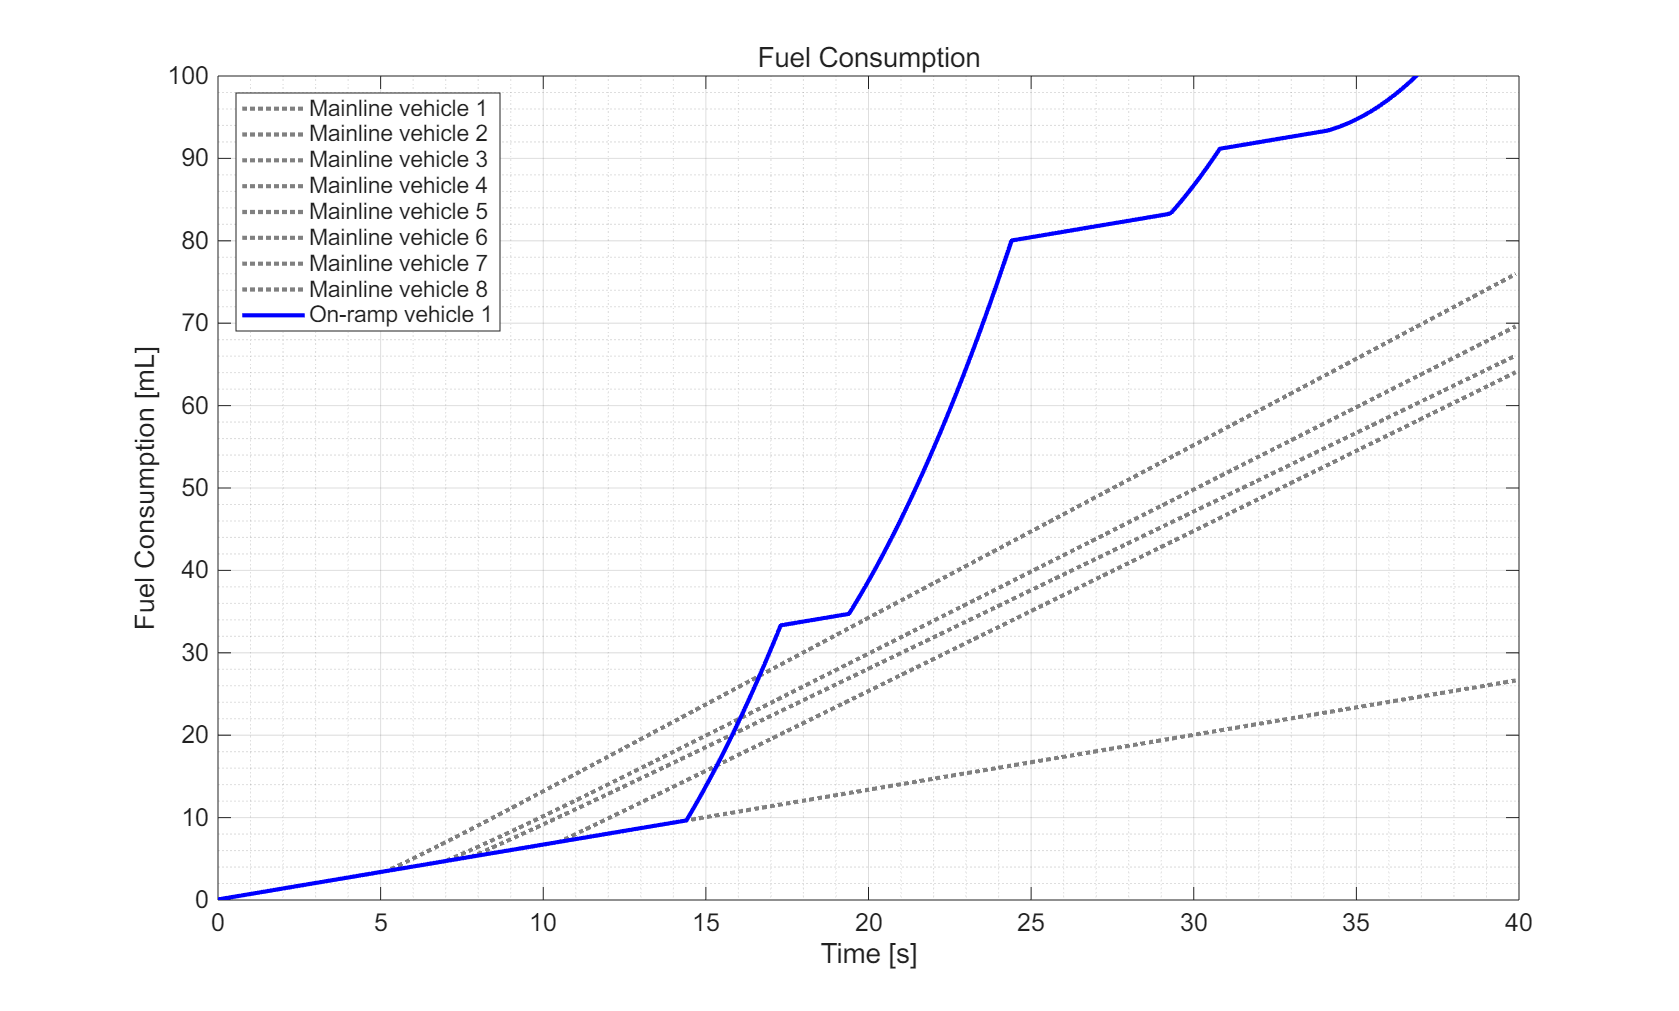 Fuel Consumption
100
90
80
70
60
50
40
30
20
10
0
Fuel Consumption [mL]
Mainline vehicle 1
Mainline vehicle 2
Mainline vehicle 3
Mainline vehicle 4
Mainline vehicle 5
Mainline vehicle 6
Mainline vehicle 7
Mainline vehicle 8
On-ramp vehicle 1
0 5 10 15 20 25 30 35 40
Time [s]